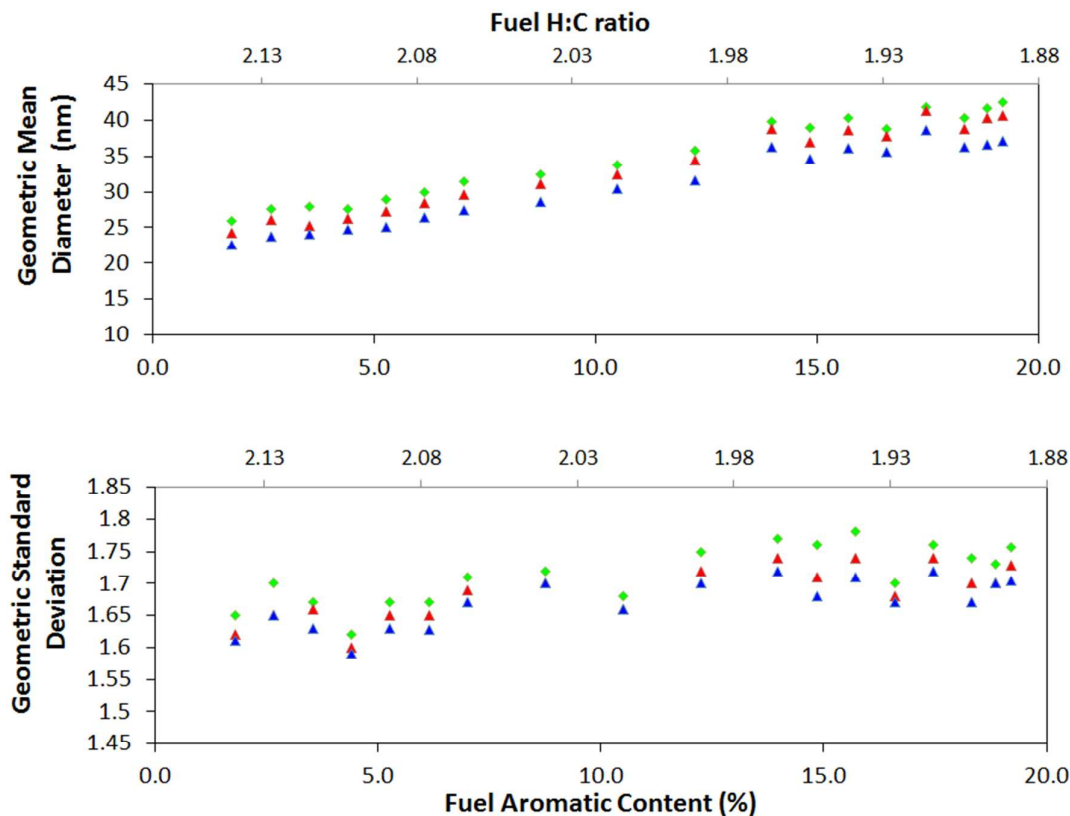 Fuel H:C ratio
2.13 2.08 2.03 1.98 1.93 1.88
Geometric Mean
Diameter (nm)
45
40
35
30
25
20
15
10
0.0 5.0 10.0 15.0 20.0
2.13 2.08 2.03 1.98 1.93 1.88
Geometric Standard
Deviation
1.85
1.8
1.75
1.7
1.65
1.6
1.55
1.5
1.45
0.0 5.0 10.0 15.0 20.0
Fuel Aromatic Content (%)